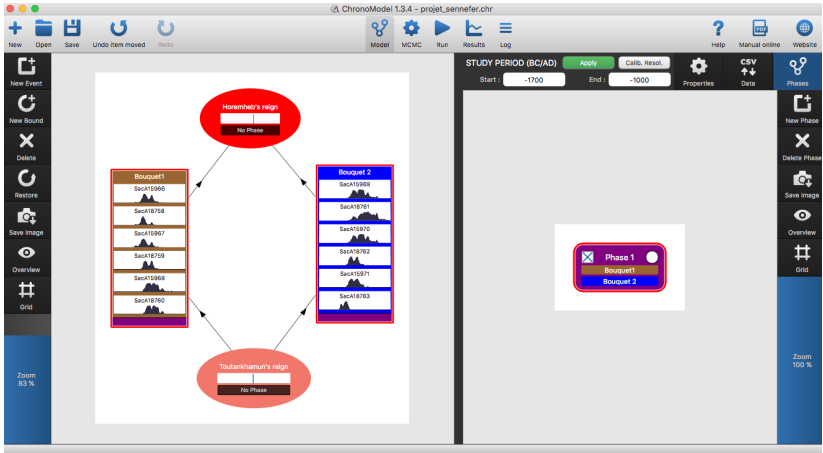 ChronoModel 1.3.4 - projet_sennefer.chr
New Open Save Undo item moved Redo Model MCMC Run Results Log Help Manual online Website
New Event
New Bound
Delete
Restore
Save Image
Overview
Grid
Zoom
83 %
Horemheb's reign
No Phase
Bouquet1
SacA15966
SacA18758
SacA15967
SacA18759
SacA15968
SacA18760
Bouquet 2
SacA15969
SacA18761
SacA15970
SacA18762
SacA15971
SacA18763
Toutankhamun's reign
No Phase
STUDY PERIOD (BC/AD) Apply Calib. Resol.
Start : -1700 End : -1000
Properties
CSV
Data
Phases
Phase 1
Bouquet1
Bouquet 2
New Phase
Delete Phase
Save Image
Overview
Grid
Zoom
100 %